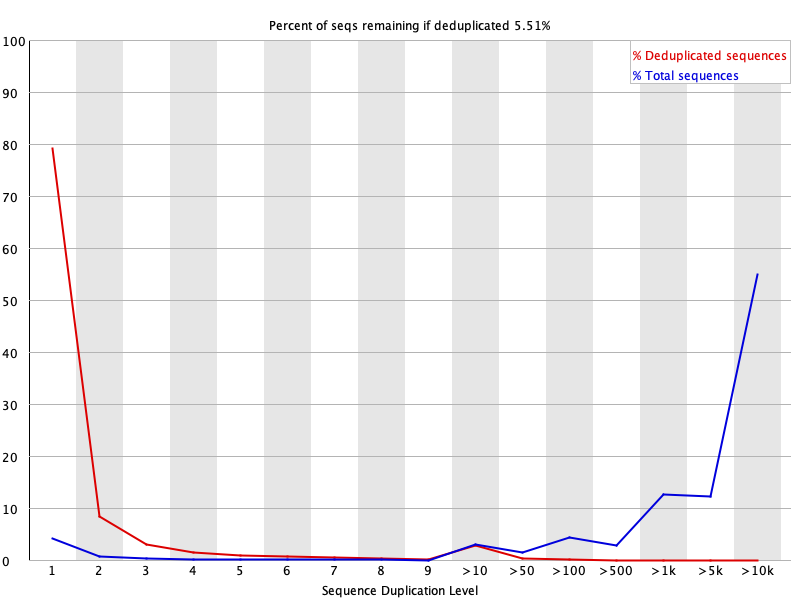 Percent of seqs remaining if deduplicated 5.51%
% Deduplicated sequences
% Total sequences
100
90
80
70
60
50
40
30
20
10
0
1 2 3 4 5 6 7 8 9 >10 >50 >100 >500 >1k >5k >10k
Sequence Duplication Level